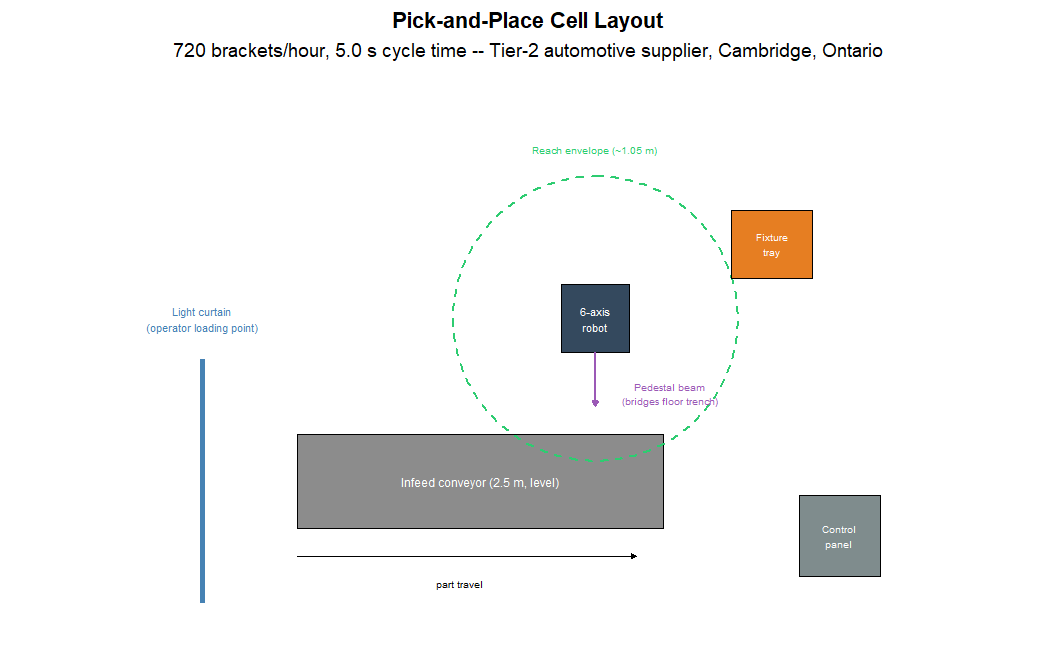 Pick-and-Place Cell Layout
720 brackets/hour, 5.0 s cycle time -- Tier-2 automotive supplier, Cambridge, Ontario
Reach envelope (~1.05 m)
Fixture
tray
6-axis
robot
Light curtain
(operator loading point)
Pedestal beam
(bridges floor trench)
Infeed conveyor (2.5 m, level)
Control
panel
part travel